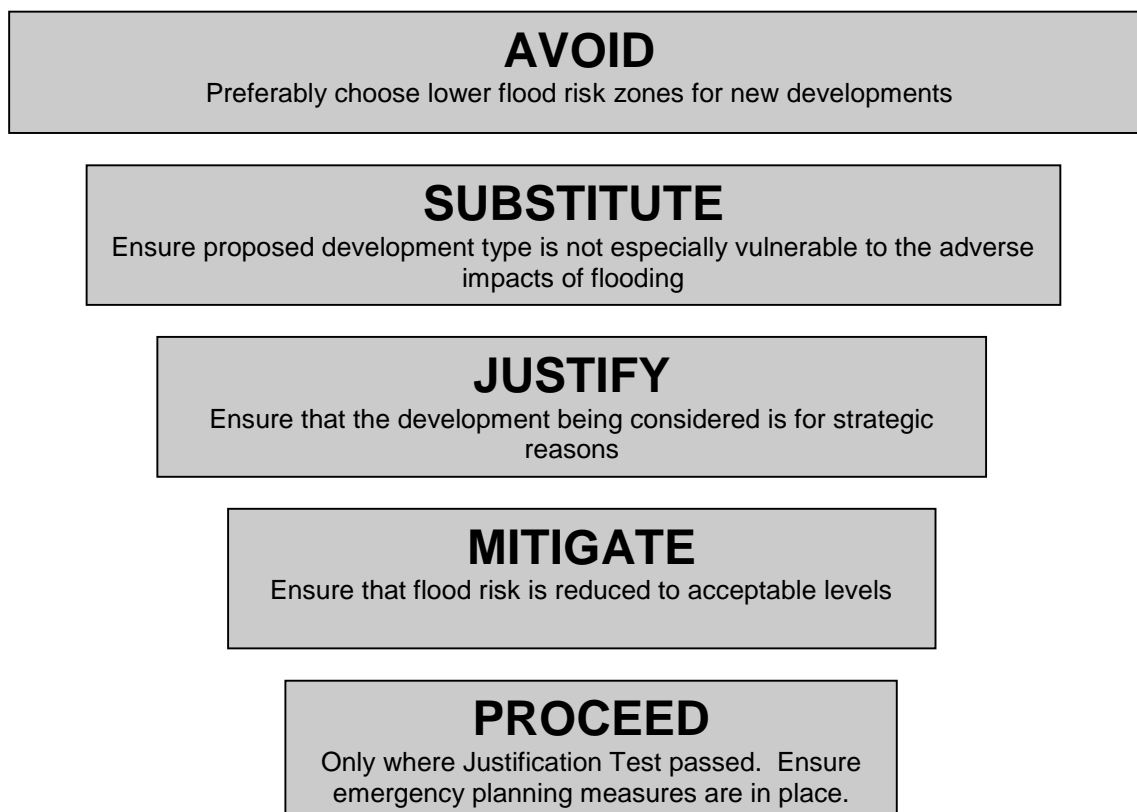 AVOID
Preferably choose lower flood risk zones for new developments
SUBSTITUTE
Ensure proposed development type is not especially vulnerable to the adverse
impacts of flooding
JUSTIFY
Ensure that the development being considered is for strategic
reasons
MITIGATE
Ensure that flood risk is reduced to acceptable levels
PROCEED
Only where Justification Test passed.  Ensure
emergency planning measures are in place.